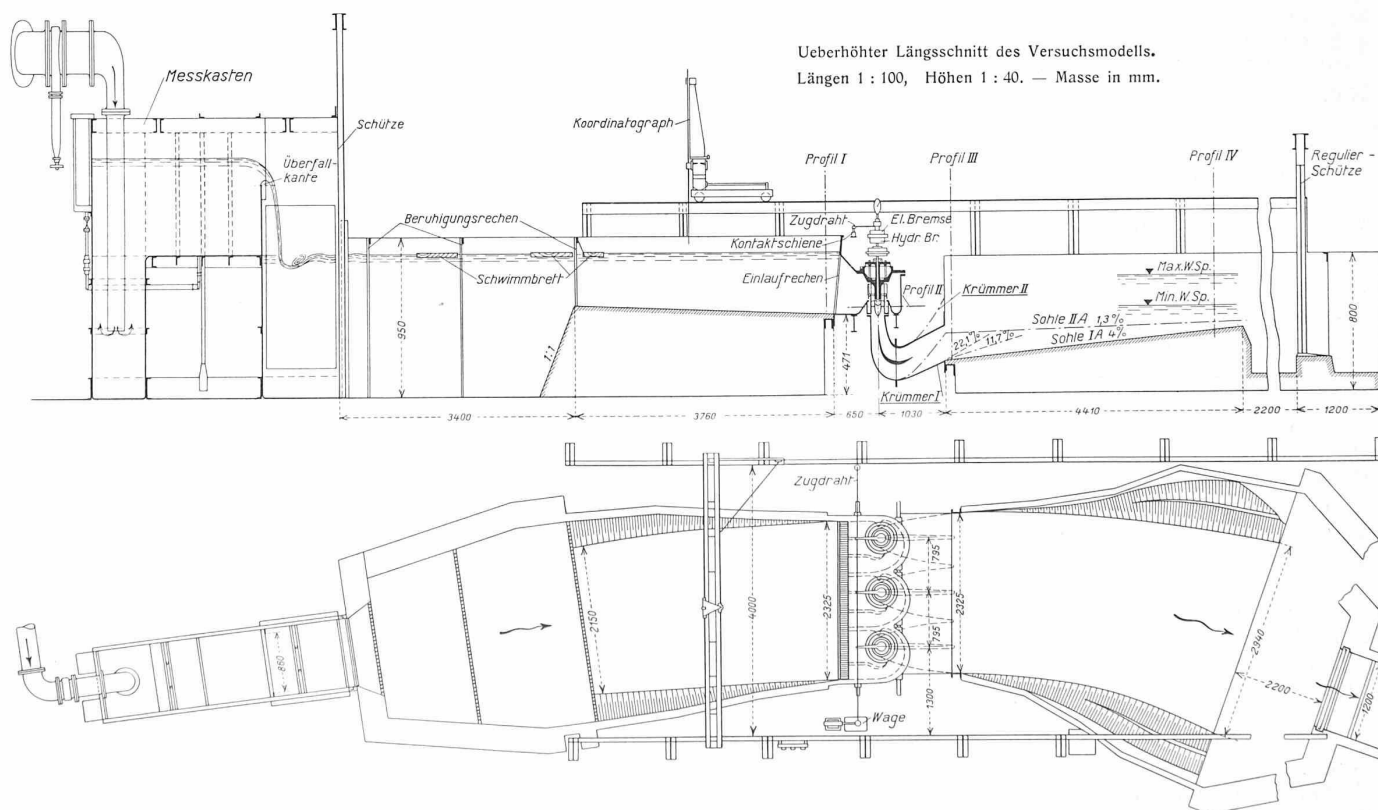 Ueberhöhter Längsschnitt des Versuchsmodells.
Längen 1 : 100, Höhen 1 : 40. — Masse in mm.
Messkasten
Schütze
Überfall-
kante
Koordinatograph
Profil I
Profil III
Profil IV
Regulier-
Schütze
Beruhigungsrechen
Zugdraht
El. Bremse
Kontaktschiene
Hydr. Br.
Schwimmbrett
Einlaufrechen
Profil II
Krümmer II
Max. W. Sp.
Min. W. Sp.
Sohle II A 1,3%
Sohle I A 4%
22,1%
11,7%
950
1:1
471
800
Krümmer I
3400
3760
650
1030
4410
2200
1200
Zugdraht
860
2150
2325
4000
795
795
1300
2325
2940
2200
1200
Wage